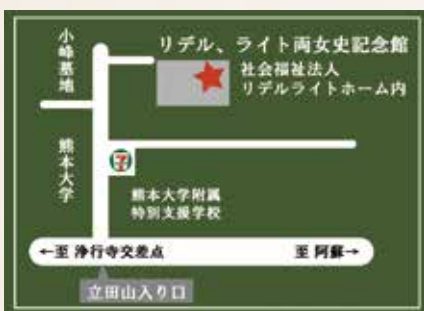 小峰墓地
リデル、ライト両女史記念館
社会福祉法人
リデルライトホーム内
熊本大学
7
熊本大学附属
特別支援学校
←至 浄行寺交差点
至 阿蘇→
立田山入り口